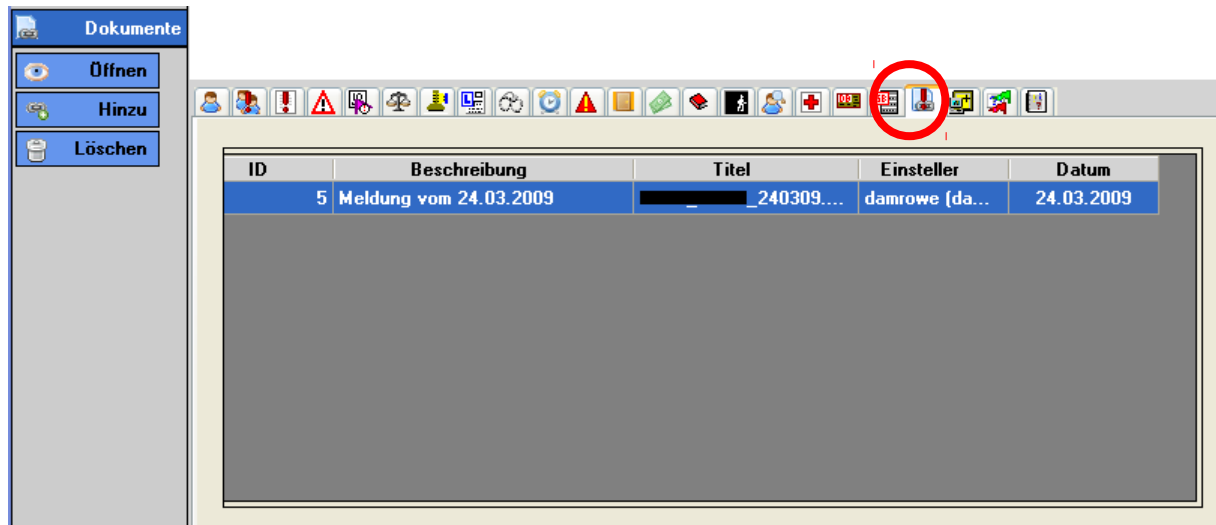 Dokumente
Öffnen
Hinzu
Löschen
ID Beschreibung Titel Einsteller Datum
5 Meldung vom 24.03.2009 _ _240309.... damrowe (da... 24.03.2009